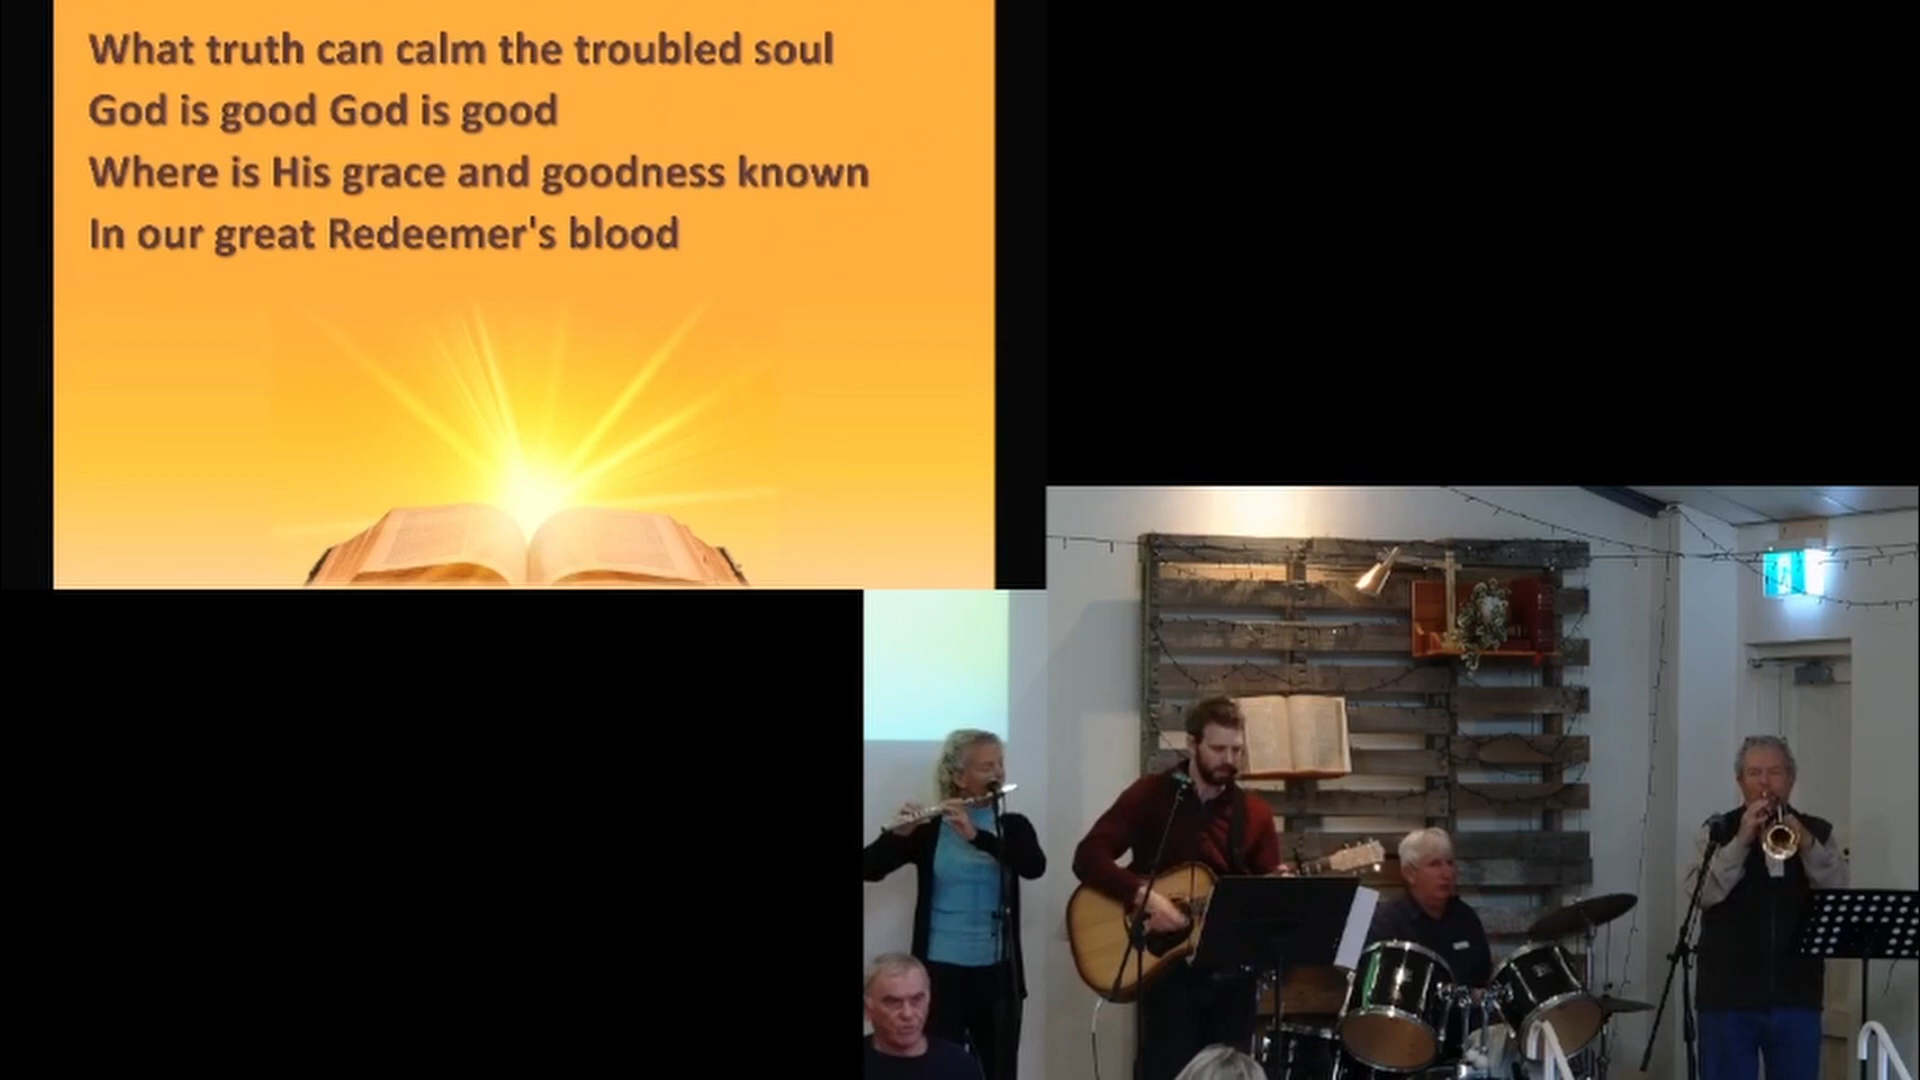 What truth can calm the troubled soul
God is good God is good
Where is His grace and goodness known
In our great Redeemer's blood